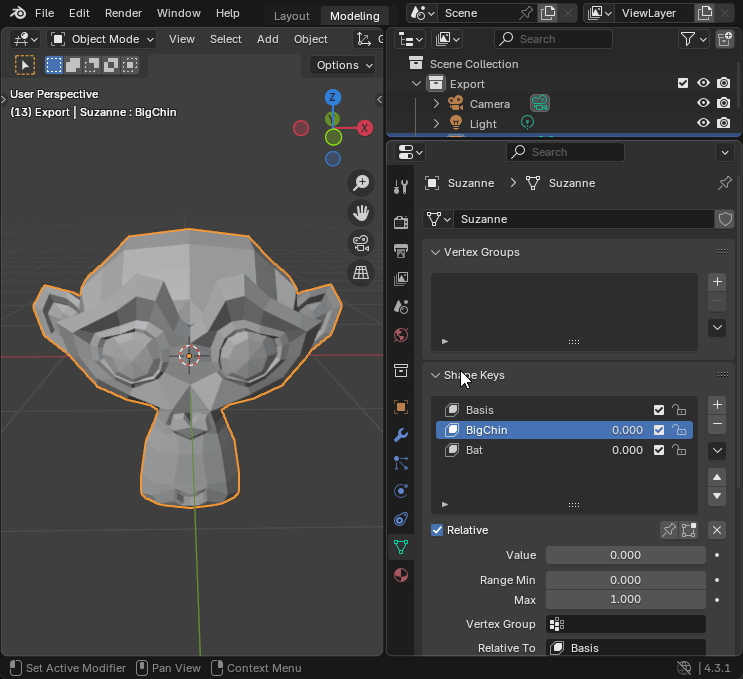 File Edit Render Window Help Layout Modeling Scene ViewLayer
Object Mode View Select Add Object
Search
Options
User Perspective
(13) Export | Suzanne : BigChin
Z
Y
X
Scene Collection
Export
Camera
Light
Search
Suzanne > Suzanne
Suzanne
Vertex Groups
Shape Keys
Basis
BigChin 0.000
Bat 0.000
Relative
Value 0.000
Range Min 0.000
Max 1.000
Vertex Group
Relative To Basis
Set Active Modifier Pan View Context Menu 4.3.1